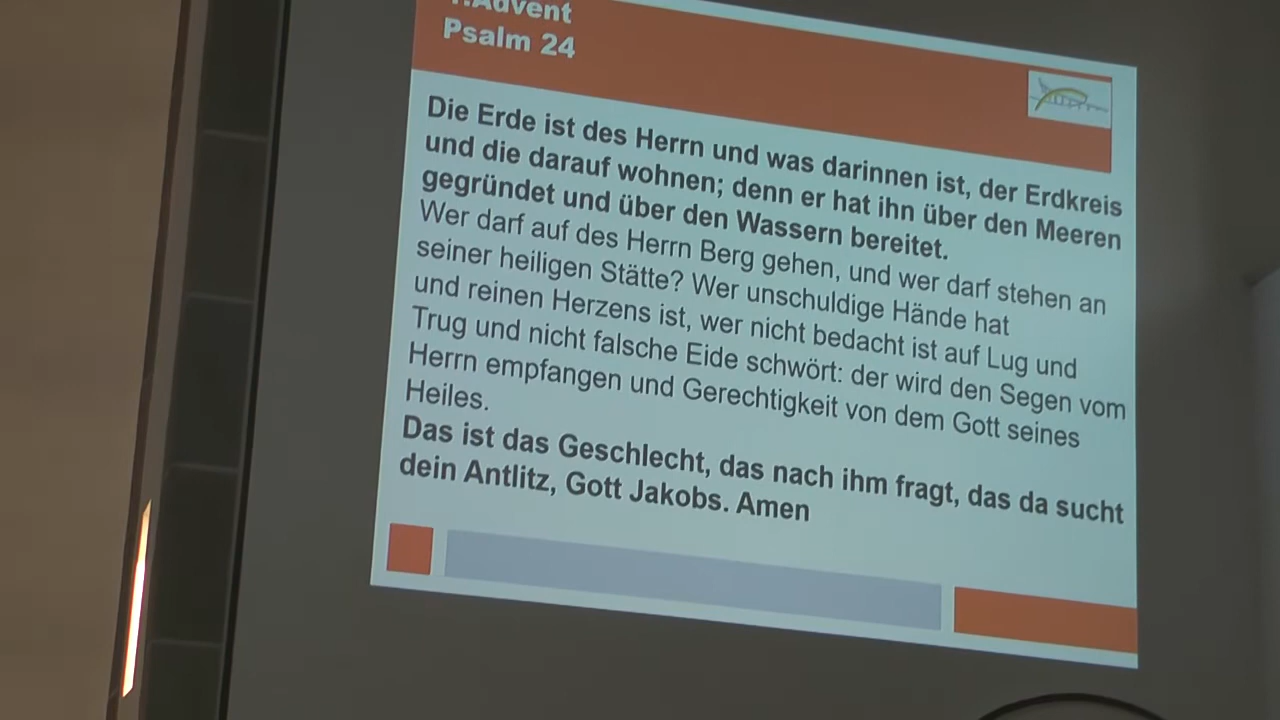 1.Advent
Psalm 24
Die Erde ist des Herrn und was darinnen ist, der Erdkreis
und die darauf wohnen; denn er hat ihn über den Meeren
gegründet und über den Wassern bereitet.
Wer darf auf des Herrn Berg gehen, und wer darf stehen an
seiner heiligen Stätte? Wer unschuldige Hände hat
und reinen Herzens ist, wer nicht bedacht ist auf Lug und
Trug und nicht falsche Eide schwört: der wird den Segen vom
Herrn empfangen und Gerechtigkeit von dem Gott seines
Heiles.
Das ist das Geschlecht, das nach ihm fragt, das da sucht
dein Antlitz, Gott Jakobs. Amen